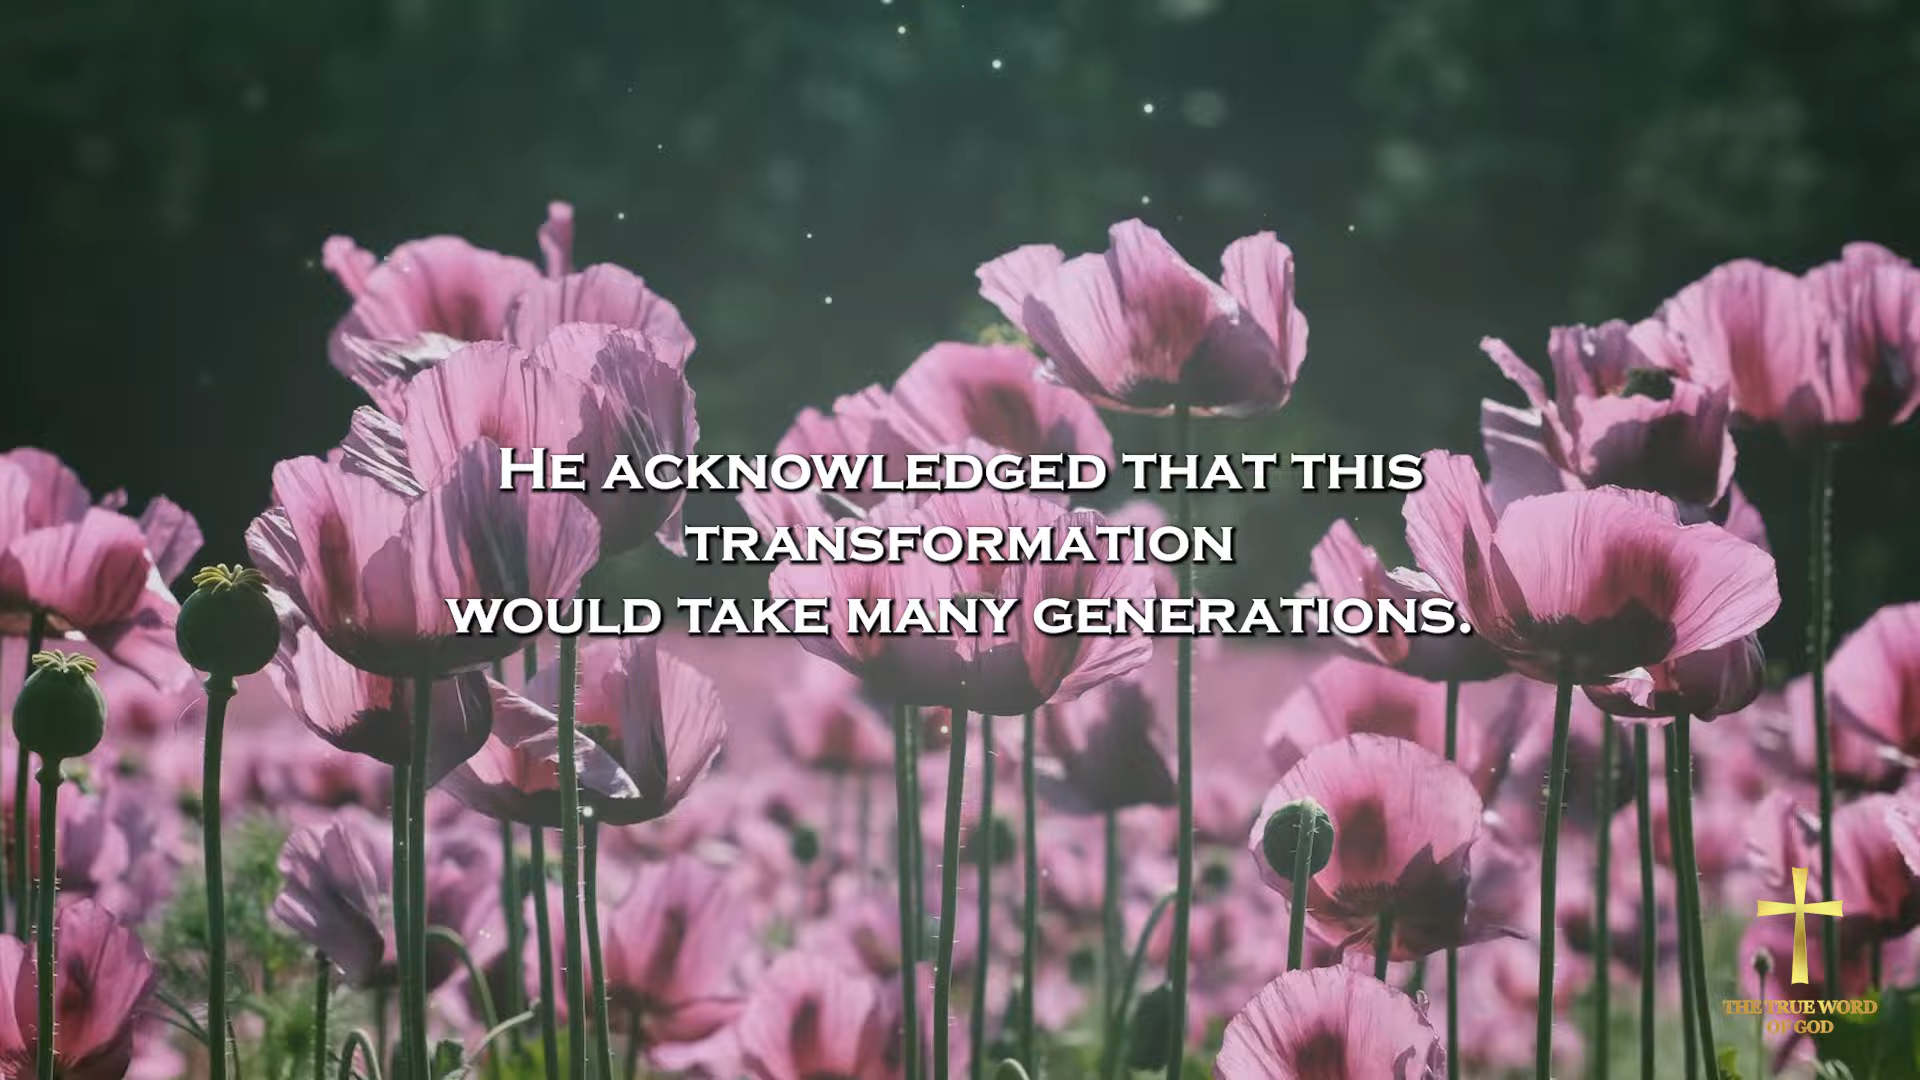 He acknowledged that this
transformation
would take many generations.
THE TRUE WORD
OF GOD